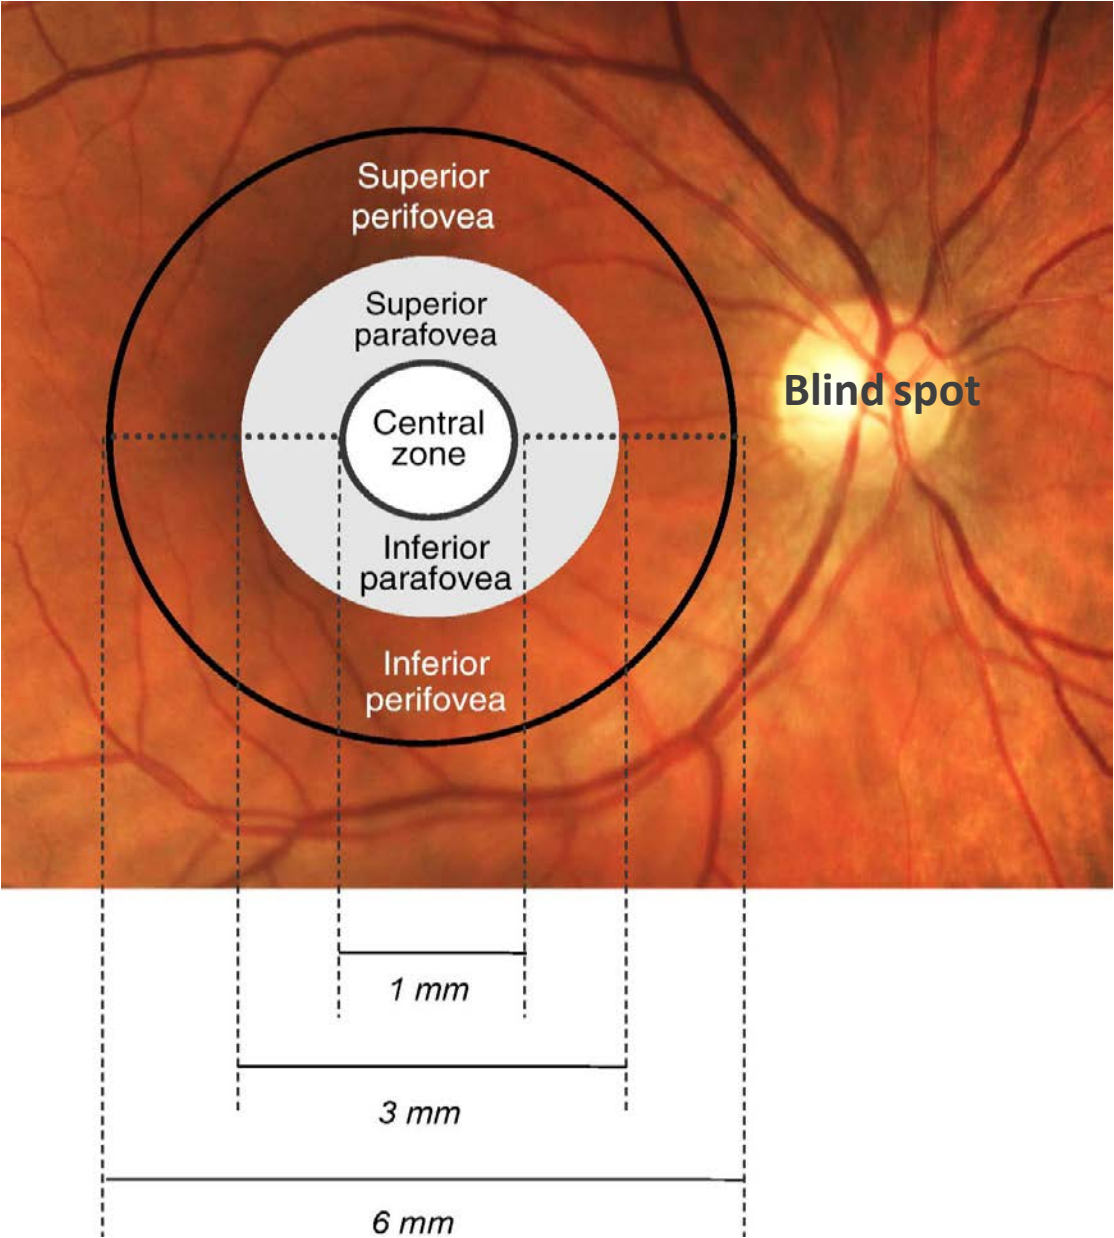 Superior
perifovea
Superior
parafovea
Central
zone
Blind spot
Inferior
parafovea
Inferior
perifovea
1 mm
3 mm
6 mm